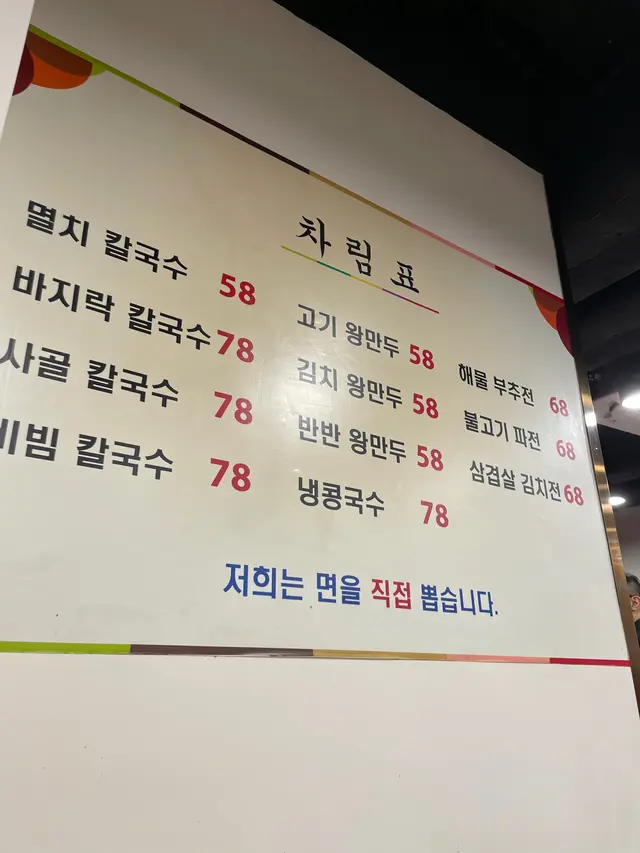 차림표
멸치 칼국수 58
바지락 칼국수 78
사골 칼국수 78
비빔 칼국수 78
고기 왕만두 58
김치 왕만두 58
반반 왕만두 58
냉콩국수 78
해물 부추전 68
불고기 파전 68
삼겹살 김치전 68
저희는 면을 직접 뽑습니다.